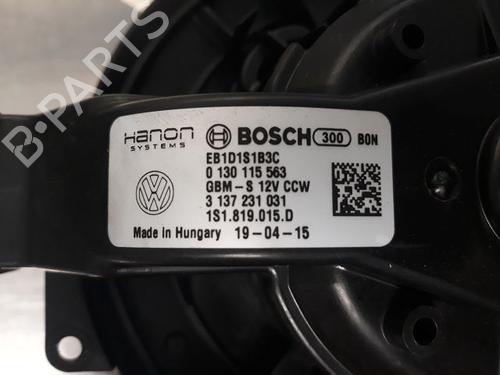 B-PARTS
Hanon
SYSTEMS
BOSCH 300 BON
EB1D1S1B3C
0 130 115 563
GBM-S 12V CCW
3 137 231 031
1S1.819.015.D
Made in Hungary 19-04-15